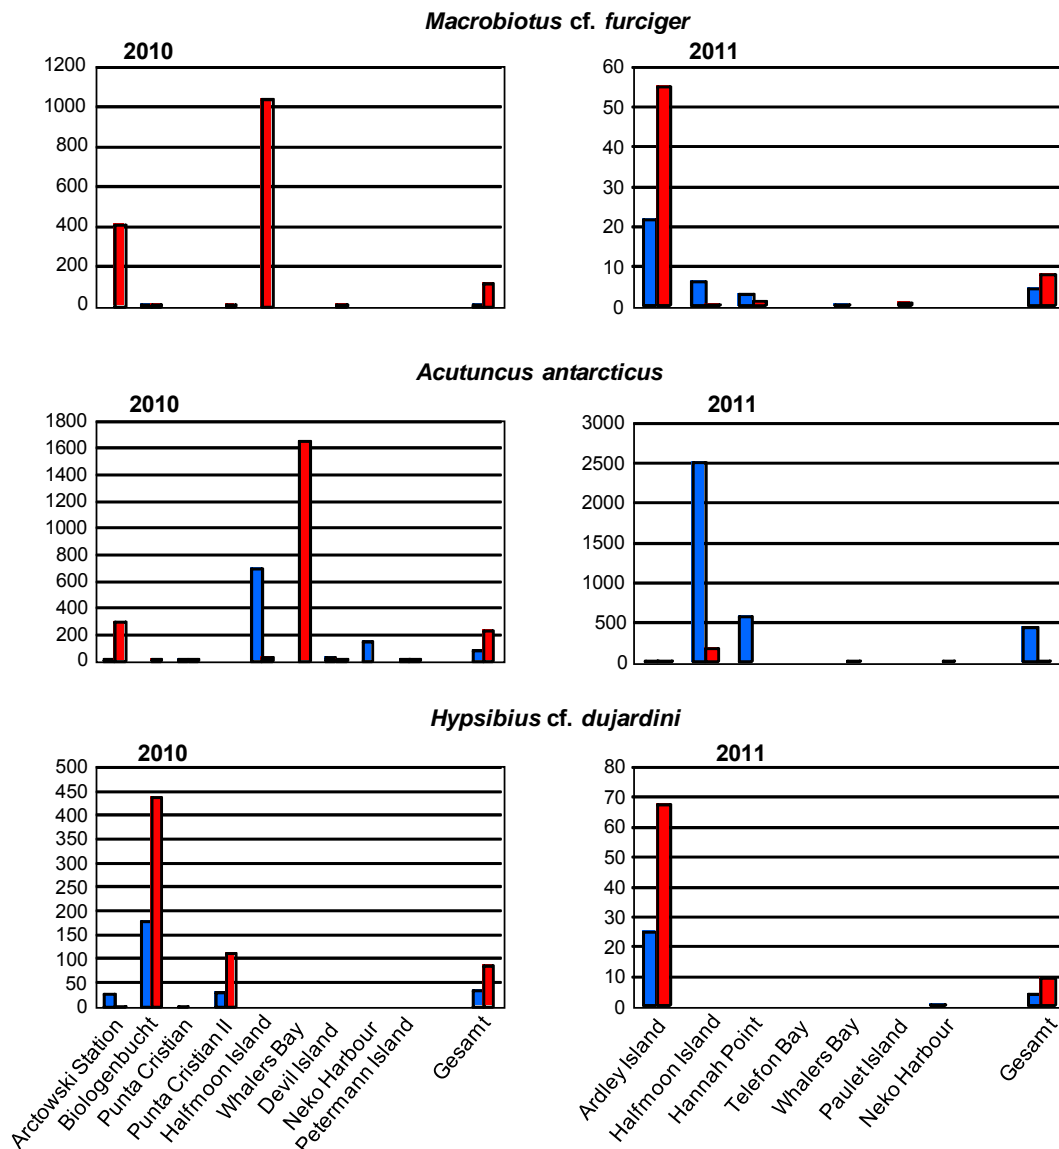 Macrobiotus cf. furciger
2010
2011
1200
1000
800
600
400
200
0
60
50
40
30
20
10
0
Acutuncus antarcticus
2010
2011
1800
1600
1400
1200
1000
800
600
400
200
0
3000
2500
2000
1500
1000
500
0
Hypsibius cf. dujardini
2010
2011
500
450
400
350
300
250
200
150
100
50
0
80
70
60
50
40
30
20
10
0
Arctowski Station
Biologenbucht
Punta Cristian
Punta Cristian II
Halfmoon Island
Whalers Bay
Devil Island
Neko Harbour
Petermann Island
Gesamt
Ardley Island
Halfmoon Island
Hannah Point
Telefon Bay
Whalers Bay
Paulet Island
Neko Harbour
Gesamt